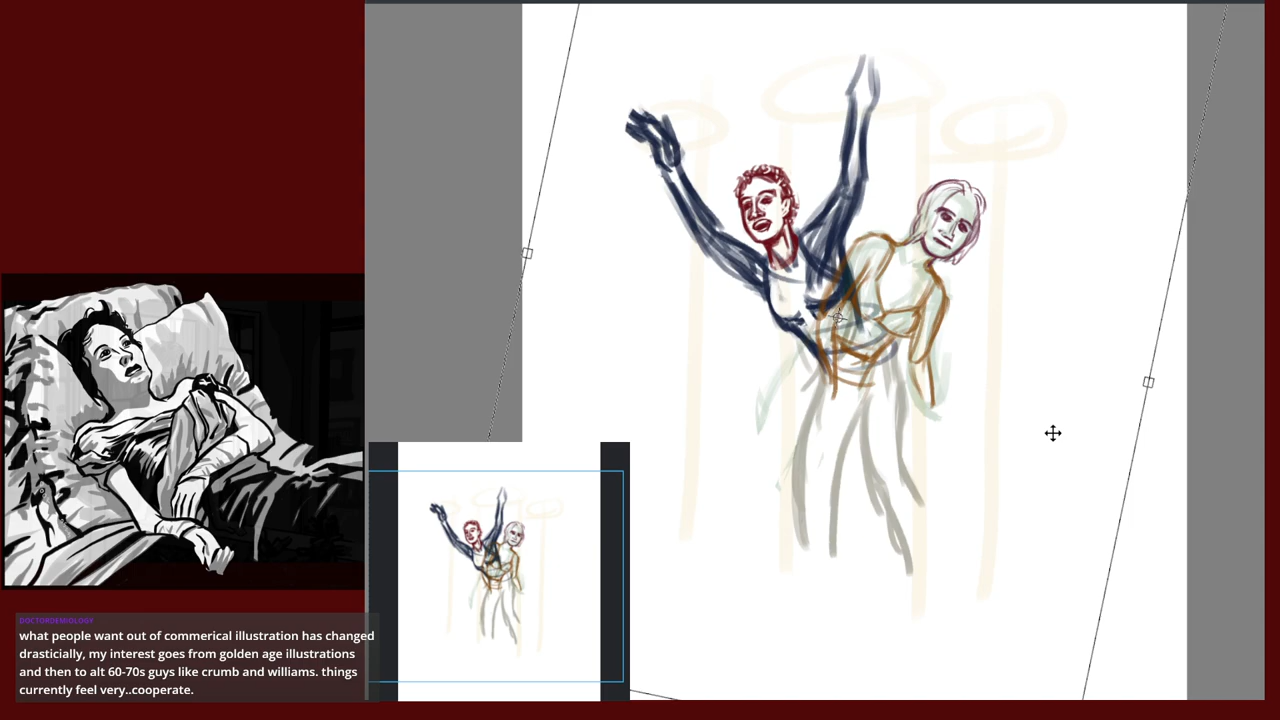 DOCTORDEMIOLOGY
what people want out of commerical illustration has changed
drasticially, my interest goes from golden age illustrations
and then to alt 60-70s guys like crumb and williams. things
currently feel very..cooperate.